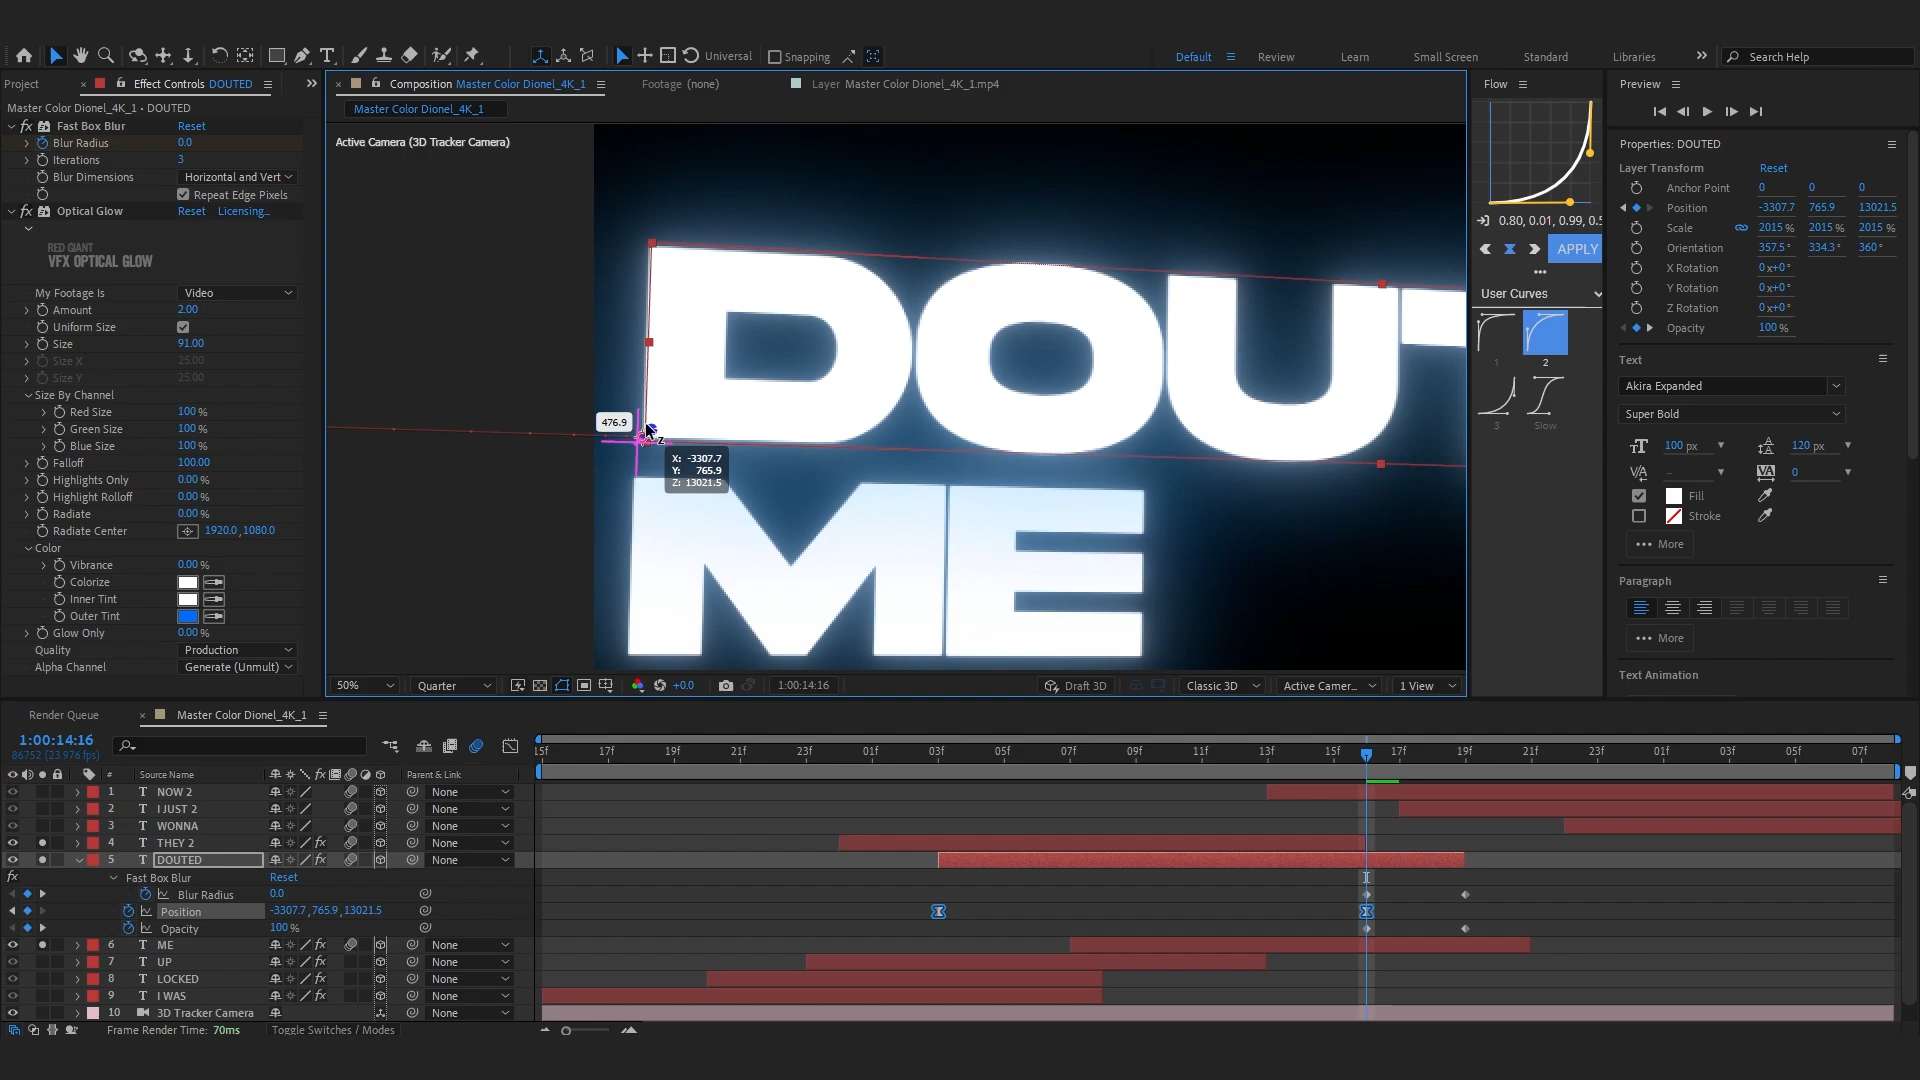 Universal
Snapping
Default
Review
Learn
Small Screen
Standard
Libraries
Search Help
Project
Effect Controls DOUTED
Composition Master Color Dionel_4K_1
Footage (none)
Layer Master Color Dionel_4K_1.mp4
Flow
Preview
Master Color Dionel_4K_1 • DOUTED
Master Color Dionel_4K_1
Fast Box Blur Reset
Blur Radius 0.0
Iterations 3
Blur Dimensions Horizontal and Vert
Repeat Edge Pixels
Optical Glow Reset Licensing...
RED GIANT
VFX OPTICAL GLOW
My Footage Is Video
Amount 2.00
Uniform Size
Size 91.00
Size X 25.00
Size Y 25.00
Size By Channel
Red Size 100 %
Green Size 100 %
Blue Size 100 %
Falloff 100.00
Highlights Only 0.00 %
Highlight Rolloff 0.00 %
Radiate 0.00 %
Radiate Center 1920.0 , 1080.0
Color
Vibrance 0.00 %
Colorize
Inner Tint
Outer Tint
Glow Only 0.00 %
Quality Production
Alpha Channel Generate (Unmult)
Active Camera (3D Tracker Camera)
DOUT
ME
476.9
Z
X: -3307.7
Y: 765.9
Z: 13021.5
50%
Quarter
+0.0
1:00:14:16
Draft 3D
Classic 3D
Active Camer...
1 View
0.80, 0.01, 0.99, 0.5
APPLY
User Curves
1
2
3
Slow
Properties: DOUTED
Layer Transform Reset
Anchor Point 0 0 0
Position -3307.7 765.9 13021.5
Scale 2015 % 2015 % 2015 %
Orientation 357.5 ° 334.3 ° 360 °
X Rotation 0x+0°
Y Rotation 0x+0°
Z Rotation 0x+0°
Opacity 100 %
Text
Akira Expanded
Super Bold
100 px
120 px
0
Fill
Stroke
More
Paragraph
More
Text Animation
Render Queue
Master Color Dionel_4K_1
1:00:14:16
86752 (23.976 fps)
15f 17f 19f 21f 23f 01f 03f 05f 07f 09f 11f 13f 15f 17f 19f 21f 23f 01f 03f 05f 07f
# Source Name
Parent & Link
1 T NOW 2 None
2 T I JUST 2 None
3 T WONNA None
4 T THEY 2 None
5 T DOUTED None
Fast Box Blur Reset
Blur Radius 0.0
Position -3307.7 , 765.9 , 13021.5
Opacity 100 %
6 T ME None
7 T UP None
8 T LOCKED None
9 T I WAS None
10 3D Tracker Camera None
Frame Render Time: 70ms
Toggle Switches / Modes